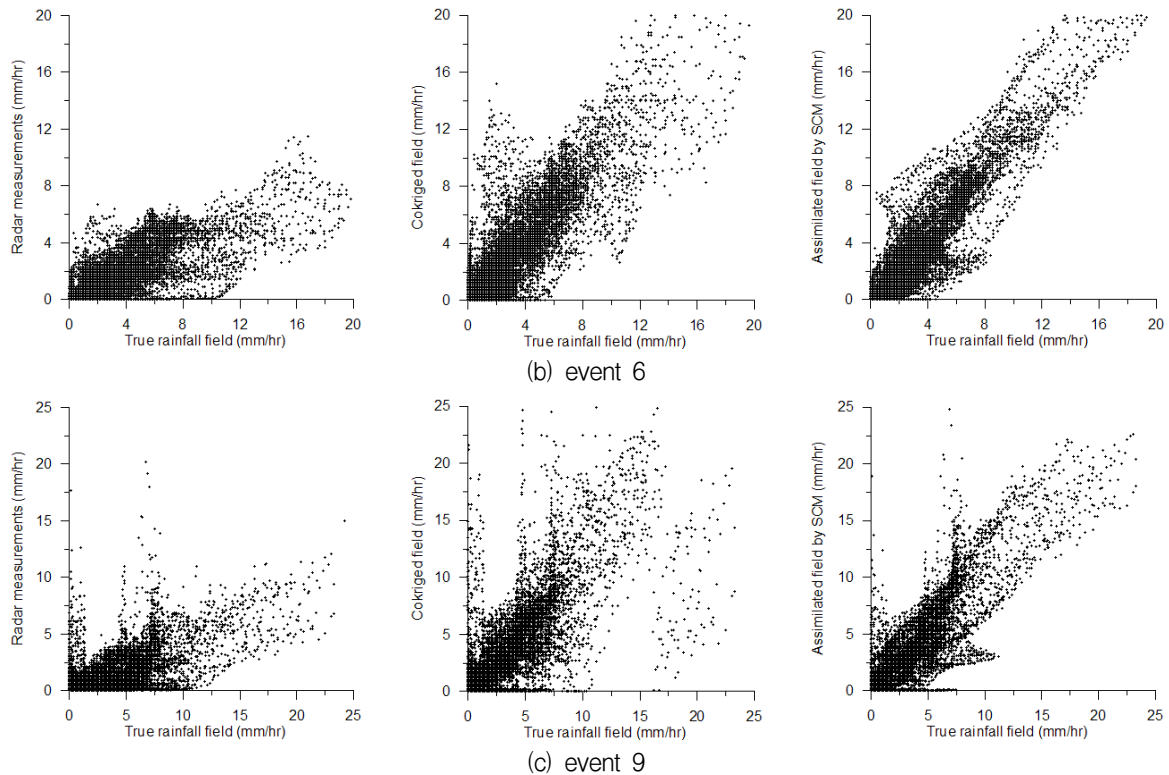 20
16
12
8
4
0
Radar measurements (mm/hr)
0 4 8 12 16 20
True rainfall field (mm/hr)
20
16
12
8
4
0
Cokriged field (mm/hr)
0 4 8 12 16 20
True rainfall field (mm/hr)
20
16
12
8
4
0
Assimilated field by SCM (mm/hr)
0 4 8 12 16 20
True rainfall field (mm/hr)
(b) event 6
25
20
15
10
5
0
Radar measurements (mm/hr)
0 5 10 15 20 25
True rainfall field (mm/hr)
25
20
15
10
5
0
Cokriged field (mm/hr)
0 5 10 15 20 25
True rainfall field (mm/hr)
25
20
15
10
5
0
Assimilated field by SCM (mm/hr)
0 5 10 15 20 25
True rainfall field (mm/hr)
(c) event 9